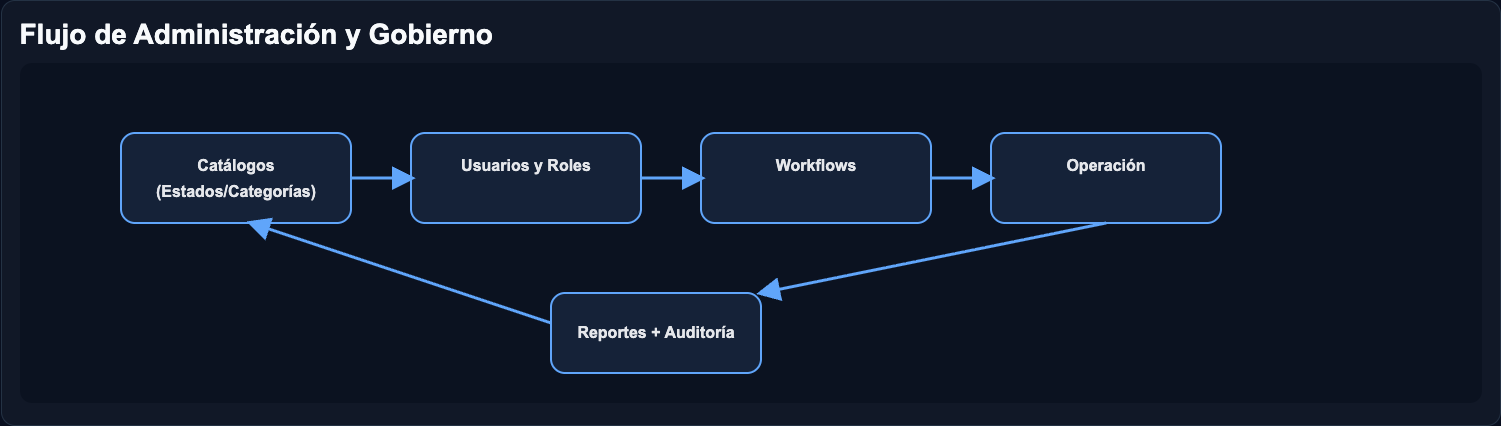 Flujo de Administración y Gobierno
Catálogos
(Estados/Categorías)
Usuarios y Roles
Workflows
Operación
Reportes + Auditoría